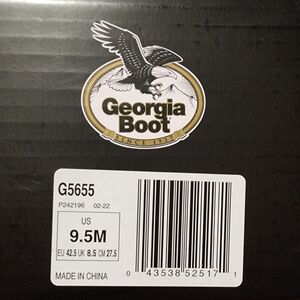 Georgia
Boot
SINCE 1937
G5655
P242196 02-22
US
9.5M
EU 42.5 UK 8.5 CM 27.5
MADE IN CHINA
0 43538 52517 1